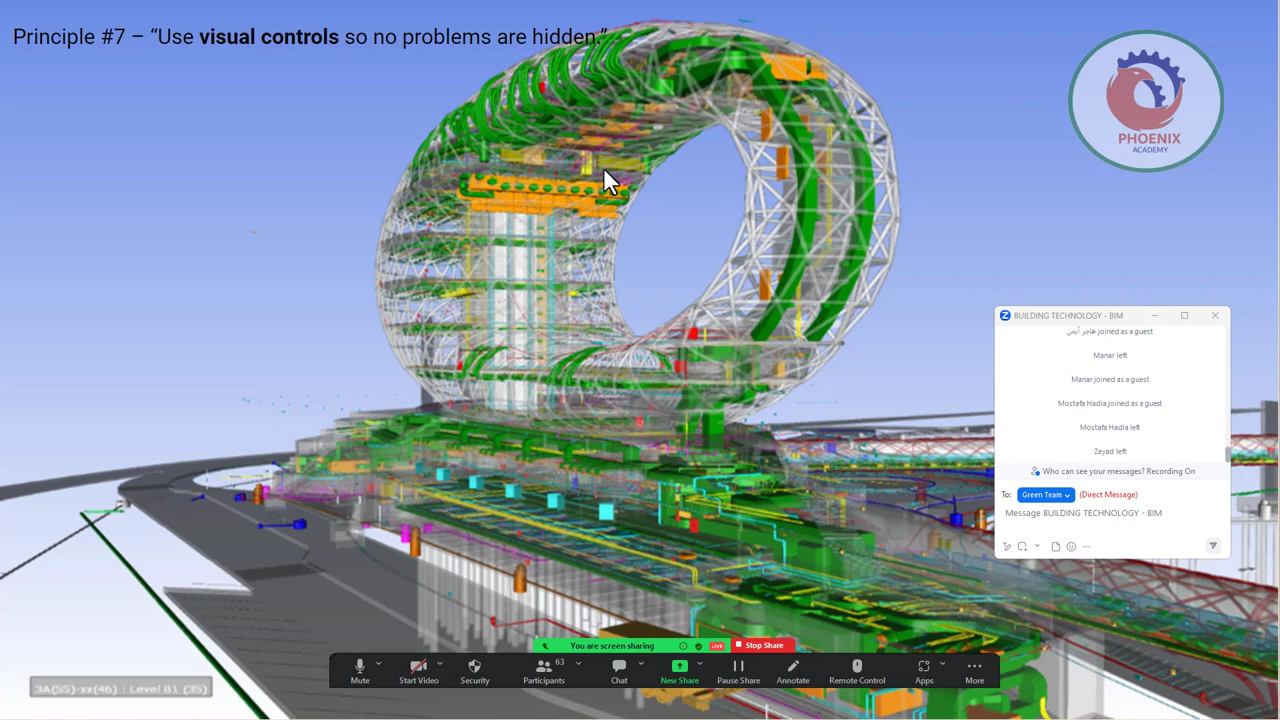 Principle #7 – “Use visual controls so no problems are hidden.”
PHOENIX
ACADEMY
BUILDING TECHNOLOGY - BIM
هاجر أيمن joined as a guest
Manar left
Manar joined as a guest
Mostafa Hadla joined as a guest
Mostafa Hadla left
Zeyad left
Who can see your messages? Recording On
To: Green Team (Direct Message)
Message BUILDING TECHNOLOGY - BIM
You are screen sharing LIVE Stop Share
63
Mute Start Video Security Participants Chat New Share Pause Share Annotate Remote Control Apps More
3A(55)-xx(46) : Level B1 (35)